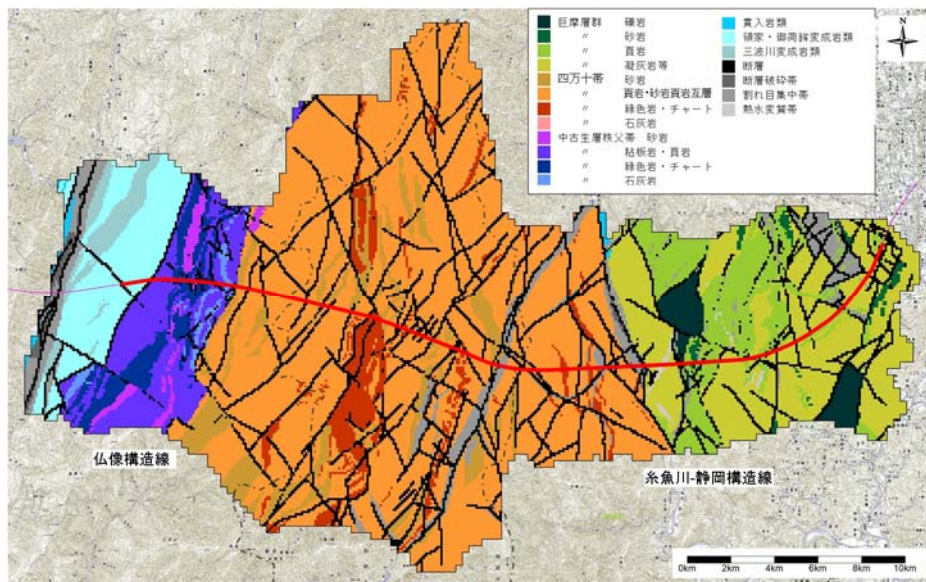 巨摩層群 礫岩
〃 砂岩
〃 頁岩
〃 凝灰岩等
四万十帯 砂岩
〃 頁岩・砂岩頁岩互層
〃 緑色岩・チャート
〃 石灰岩
中古生層秩父帯 砂岩
〃 粘板岩・頁岩
〃 緑色岩・チャート
〃 石灰岩
貫入岩類
領家・御荷鉾変成岩類
三波川変成岩類
断層
断層破砕帯
割れ目集中帯
熱水変質帯
N
仏像構造線
糸魚川-静岡構造線
0km 2km 4km 6km 8km 10km